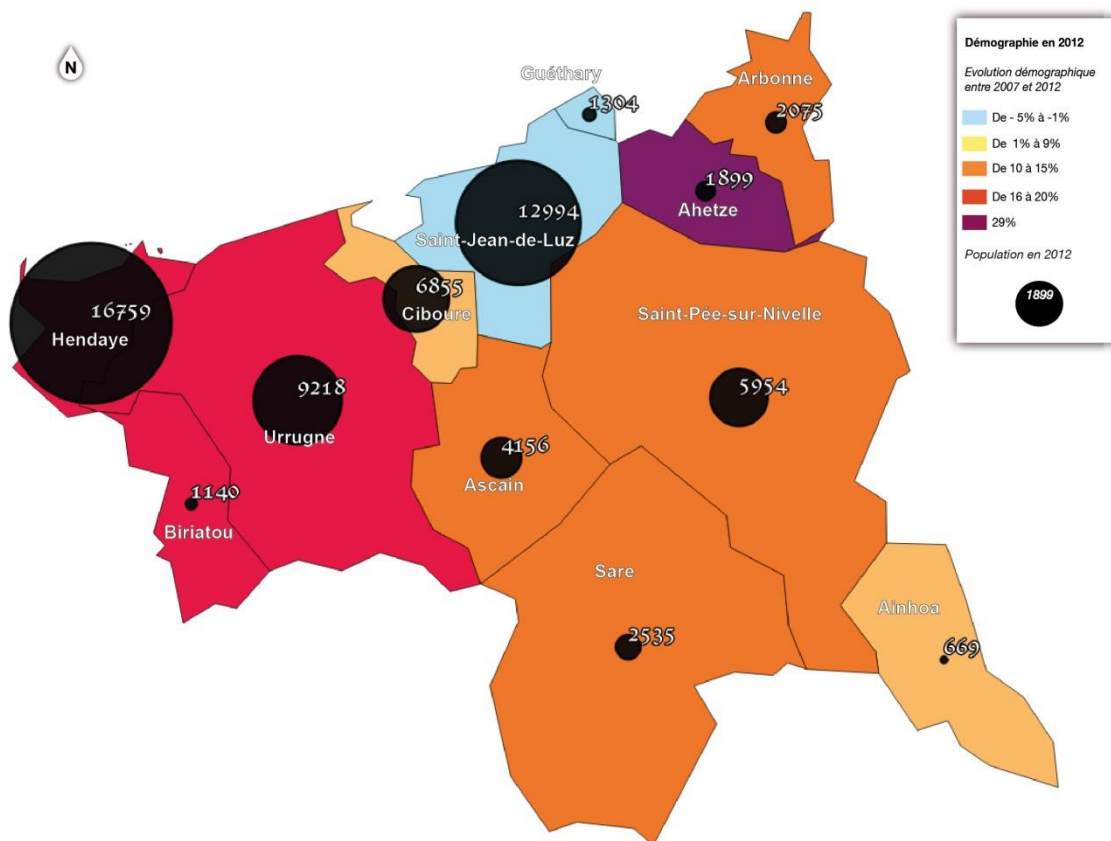 N
Guéthary
1304
Arbonne
2075
1899
Ahetze
12994
Saint-Jean-de-Luz
6855
Ciboure
16759
Hendaye
Saint-Pée-sur-Nivelle
5954
9218
Urrugne
4156
Ascain
1140
Biriatou
Sare
2535
Ainhoa
669
Démographie en 2012
Evolution démographique
entre 2007 et 2012
De - 5% à -1%
De 1% à 9%
De 10 à 15%
De 16 à 20%
29%
Population en 2012
1899